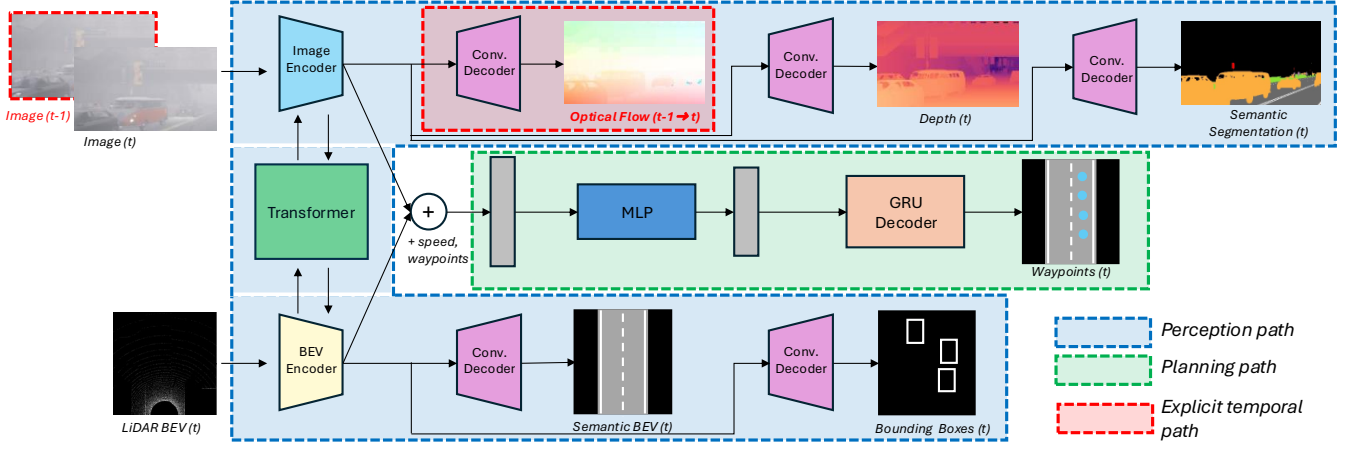 Image (t-1)
Image (t)
Image
Encoder
Conv.
Decoder
Optical Flow (t-1➔t)
Conv.
Decoder
Depth (t)
Conv.
Decoder
Semantic
Segmentation (t)
Transformer
+
+ speed,
waypoints
MLP
GRU
Decoder
Waypoints (t)
LiDAR BEV (t)
BEV
Encoder
Conv.
Decoder
Semantic BEV (t)
Conv.
Decoder
Bounding Boxes (t)
Perception path
Planning path
Explicit temporal
path